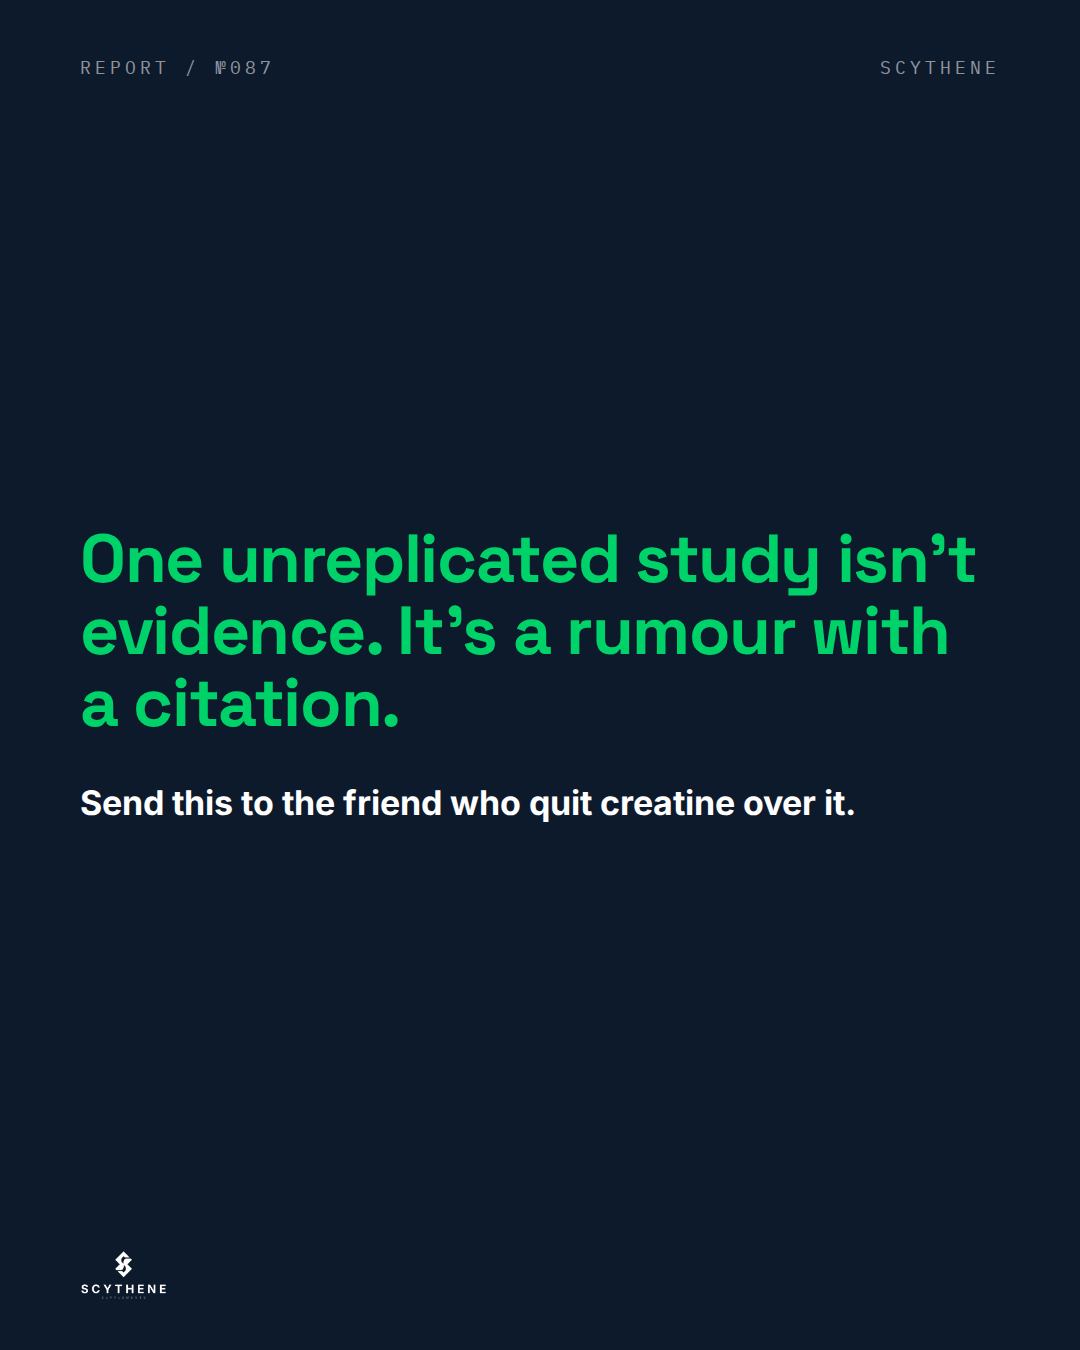 REPORT / №087
SCYTHENE
One unreplicated study isn’t
evidence. It’s a rumour with
a citation.
Send this to the friend who quit creatine over it.
SCYTHENE